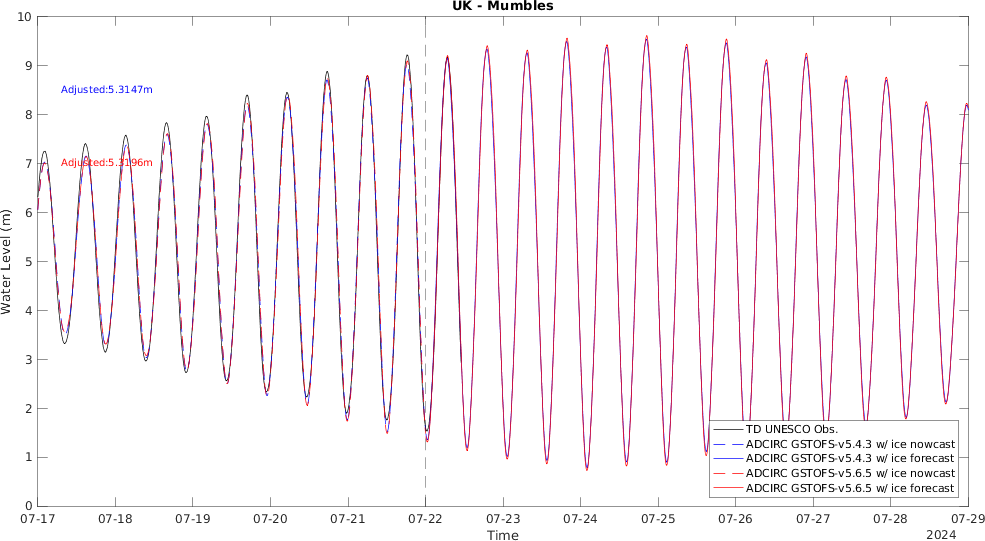 UK - Mumbles
10
9
8
7
6
5
4
3
2
1
0
Water Level (m)
Adjusted:5.3147m
Adjusted:5.3196m
TD UNESCO Obs.
ADCIRC GSTOFS-v5.4.3 w/ ice nowcast
ADCIRC GSTOFS-v5.4.3 w/ ice forecast
ADCIRC GSTOFS-v5.6.5 w/ ice nowcast
ADCIRC GSTOFS-v5.6.5 w/ ice forecast
07-17 07-18 07-19 07-20 07-21 07-22 07-23 07-24 07-25 07-26 07-27 07-28 07-29
Time
2024